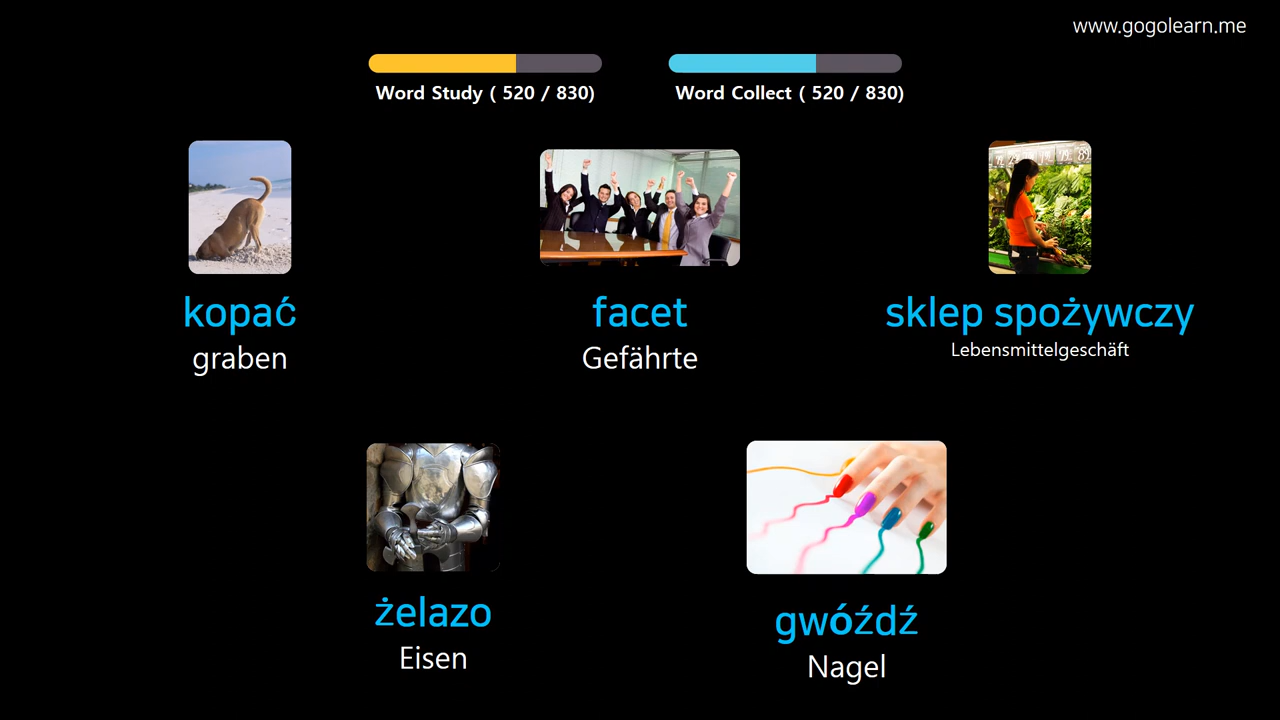 www.gogolearn.me
Word Study ( 520 / 830)
Word Collect ( 520 / 830)
kopać
graben
facet
Gefährte
sklep spożywczy
Lebensmittelgeschäft
żelazo
Eisen
gwóźdź
Nagel